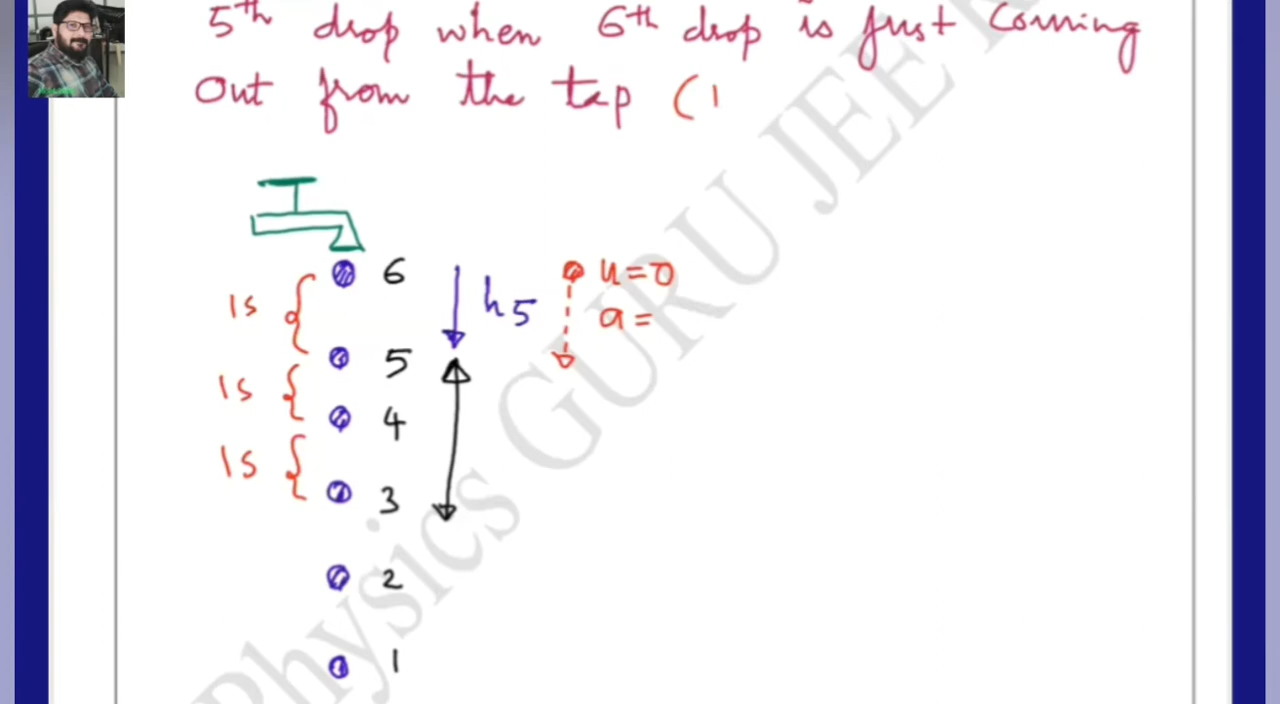 5th drop when 6th drop is just coming
out from the tap (1
6
1s
h5
u=0
a=
5
1s
4
1s
3
2
1
Physics GURU JEE